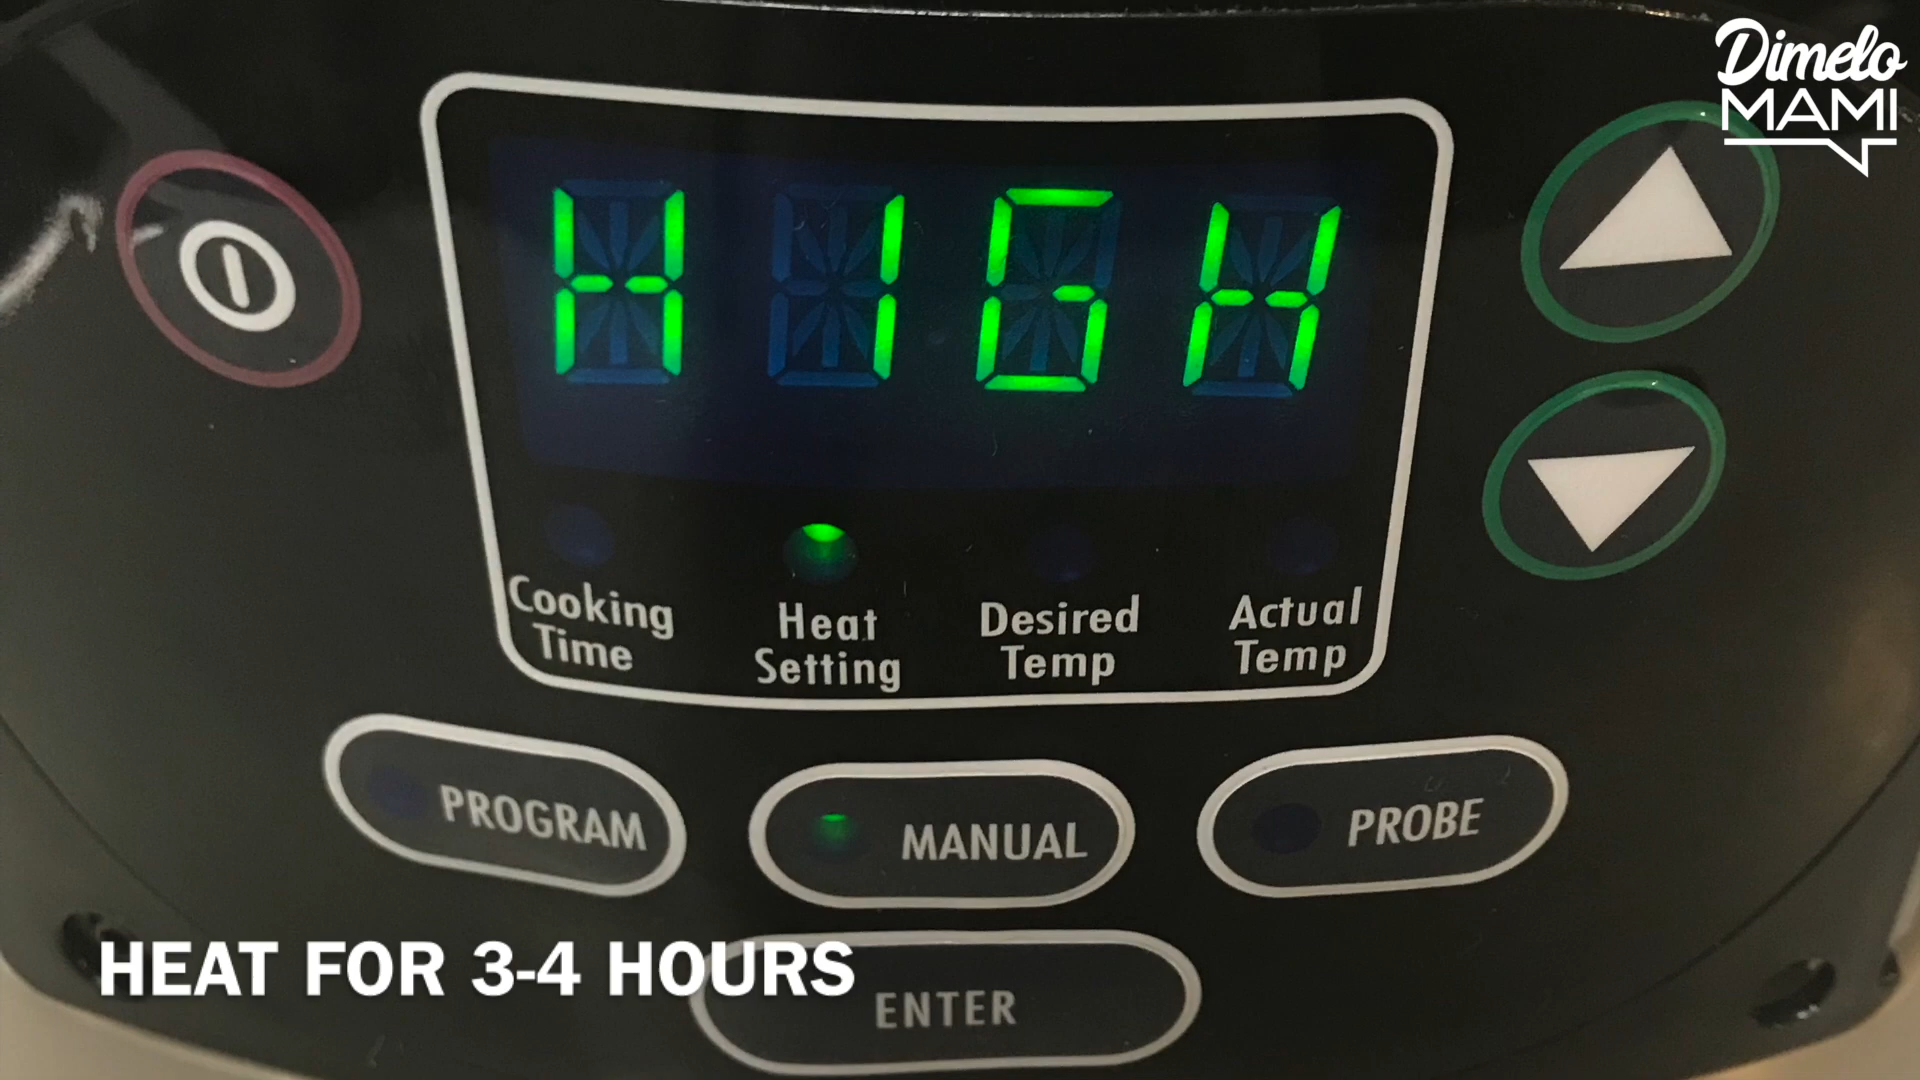 Dimelo
MAMI
HIGH
Cooking
Time
Heat
Setting
Desired
Temp
Actual
Temp
PROGRAM
MANUAL
PROBE
HEAT FOR 3-4 HOURS
ENTER